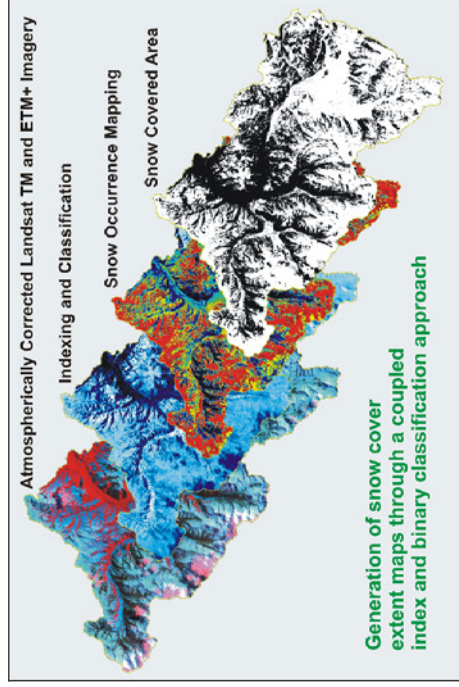 Atmospherically Corrected Landsat TM and ETM+ Imagery
Indexing and Classification
Snow Occurrence Mapping
Snow Covered Area
Generation of snow cover
extent maps through a coupled
index and binary classification approach